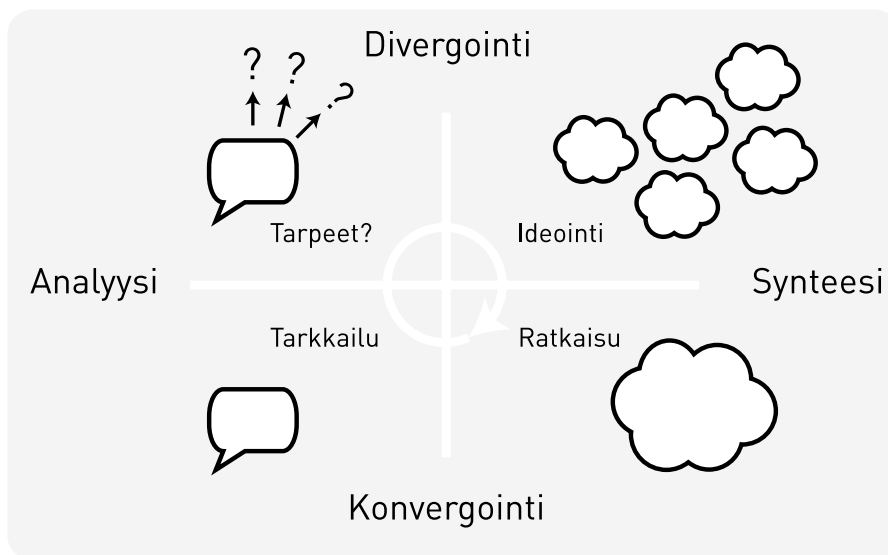 Divergointi
? ? ?
Tarpeet?
Ideointi
Analyysi
Synteesi
Tarkkailu
Ratkaisu
Konvergointi